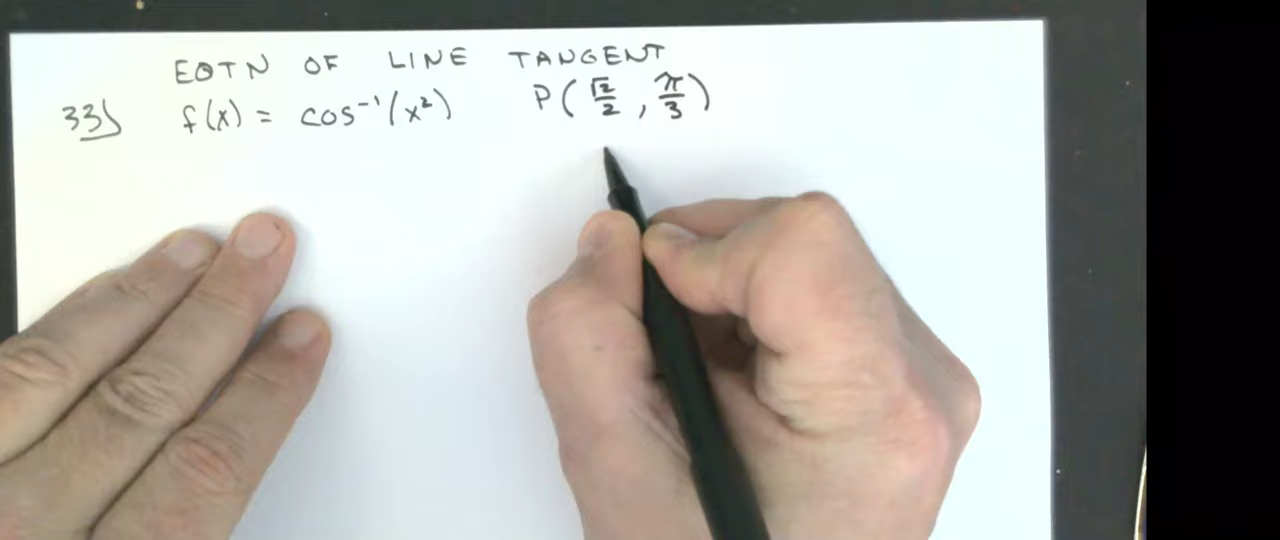 EQTN OF LINE TANGENT
33) f(x) = cos⁻¹(x²) P(√2/2, π/3)